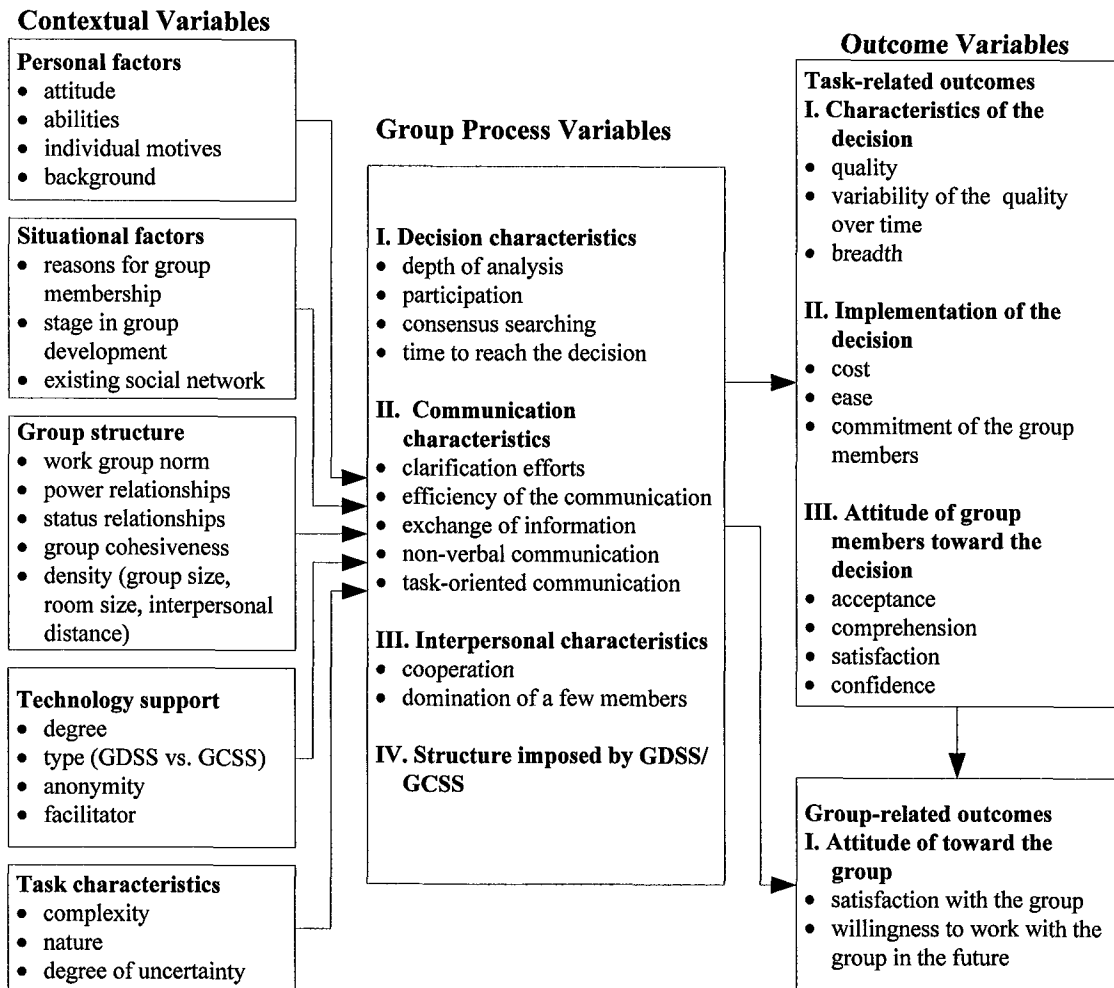 Contextual Variables
Personal factors
• attitude
• abilities
• individual motives
• background
Situational factors
• reasons for group
membership
• stage in group
development
• existing social network
Group structure
• work group norm
• power relationships
• status relationships
• group cohesiveness
• density (group size,
room size, interpersonal
distance)
Technology support
• degree
• type (GDSS vs. GCSS)
• anonymity
• facilitator
Task characteristics
• complexity
• nature
• degree of uncertainty
Group Process Variables
I. Decision characteristics
• depth of analysis
• participation
• consensus searching
• time to reach the decision
II. Communication
characteristics
• clarification efforts
• efficiency of the communication
• exchange of information
• non-verbal communication
• task-oriented communication
III. Interpersonal characteristics
• cooperation
• domination of a few members
IV. Structure imposed by GDSS/
GCSS
Outcome Variables
Task-related outcomes
I. Characteristics of the
decision
• quality
• variability of the quality
over time
• breadth
II. Implementation of the
decision
• cost
• ease
• commitment of the group
members
III. Attitude of group
members toward the
decision
• acceptance
• comprehension
• satisfaction
• confidence
Group-related outcomes
I. Attitude of toward the
group
• satisfaction with the group
• willingness to work with the
group in the future